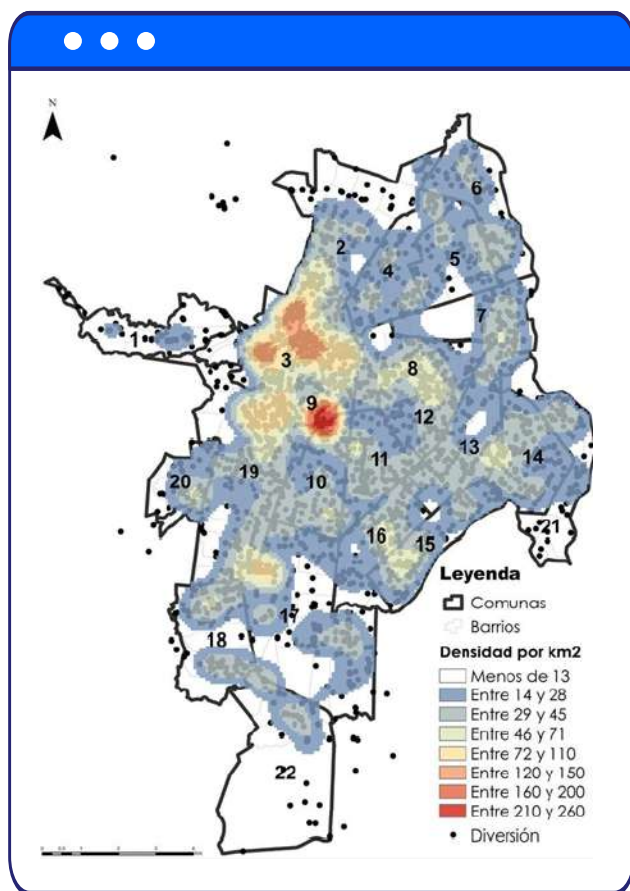 N
6
2
4
5
7
1
3
8
9
12
13
14
11
20
19
10
21
16
15
17
18
22
Leyenda
Comunas
Barrios
Densidad por km2
Menos de 13
Entre 14 y 28
Entre 29 y 45
Entre 46 y 71
Entre 72 y 110
Entre 120 y 150
Entre 160 y 200
Entre 210 y 260
Diversión